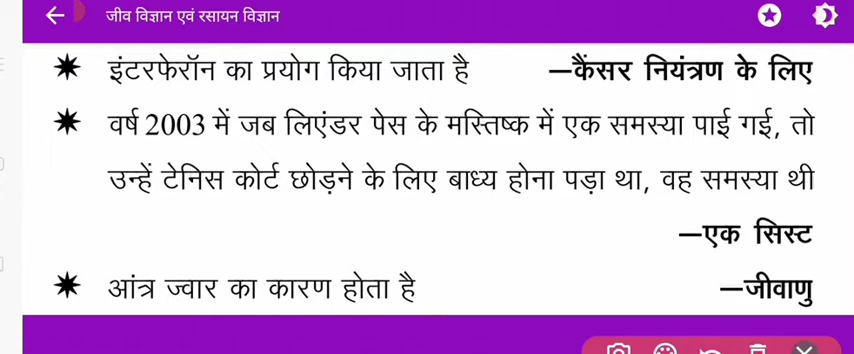 जीव विज्ञान एवं रसायन विज्ञान
इंटरफेरॉन का प्रयोग किया जाता है —कैंसर नियंत्रण के लिए
वर्ष 2003 में जब लिएंडर पेस के मस्तिष्क में एक समस्या पाई गई, तो
उन्हें टेनिस कोर्ट छोड़ने के लिए बाध्य होना पड़ा था, वह समस्या थी
—एक सिस्ट
आंत्र ज्वार का कारण होता है —जीवाणु